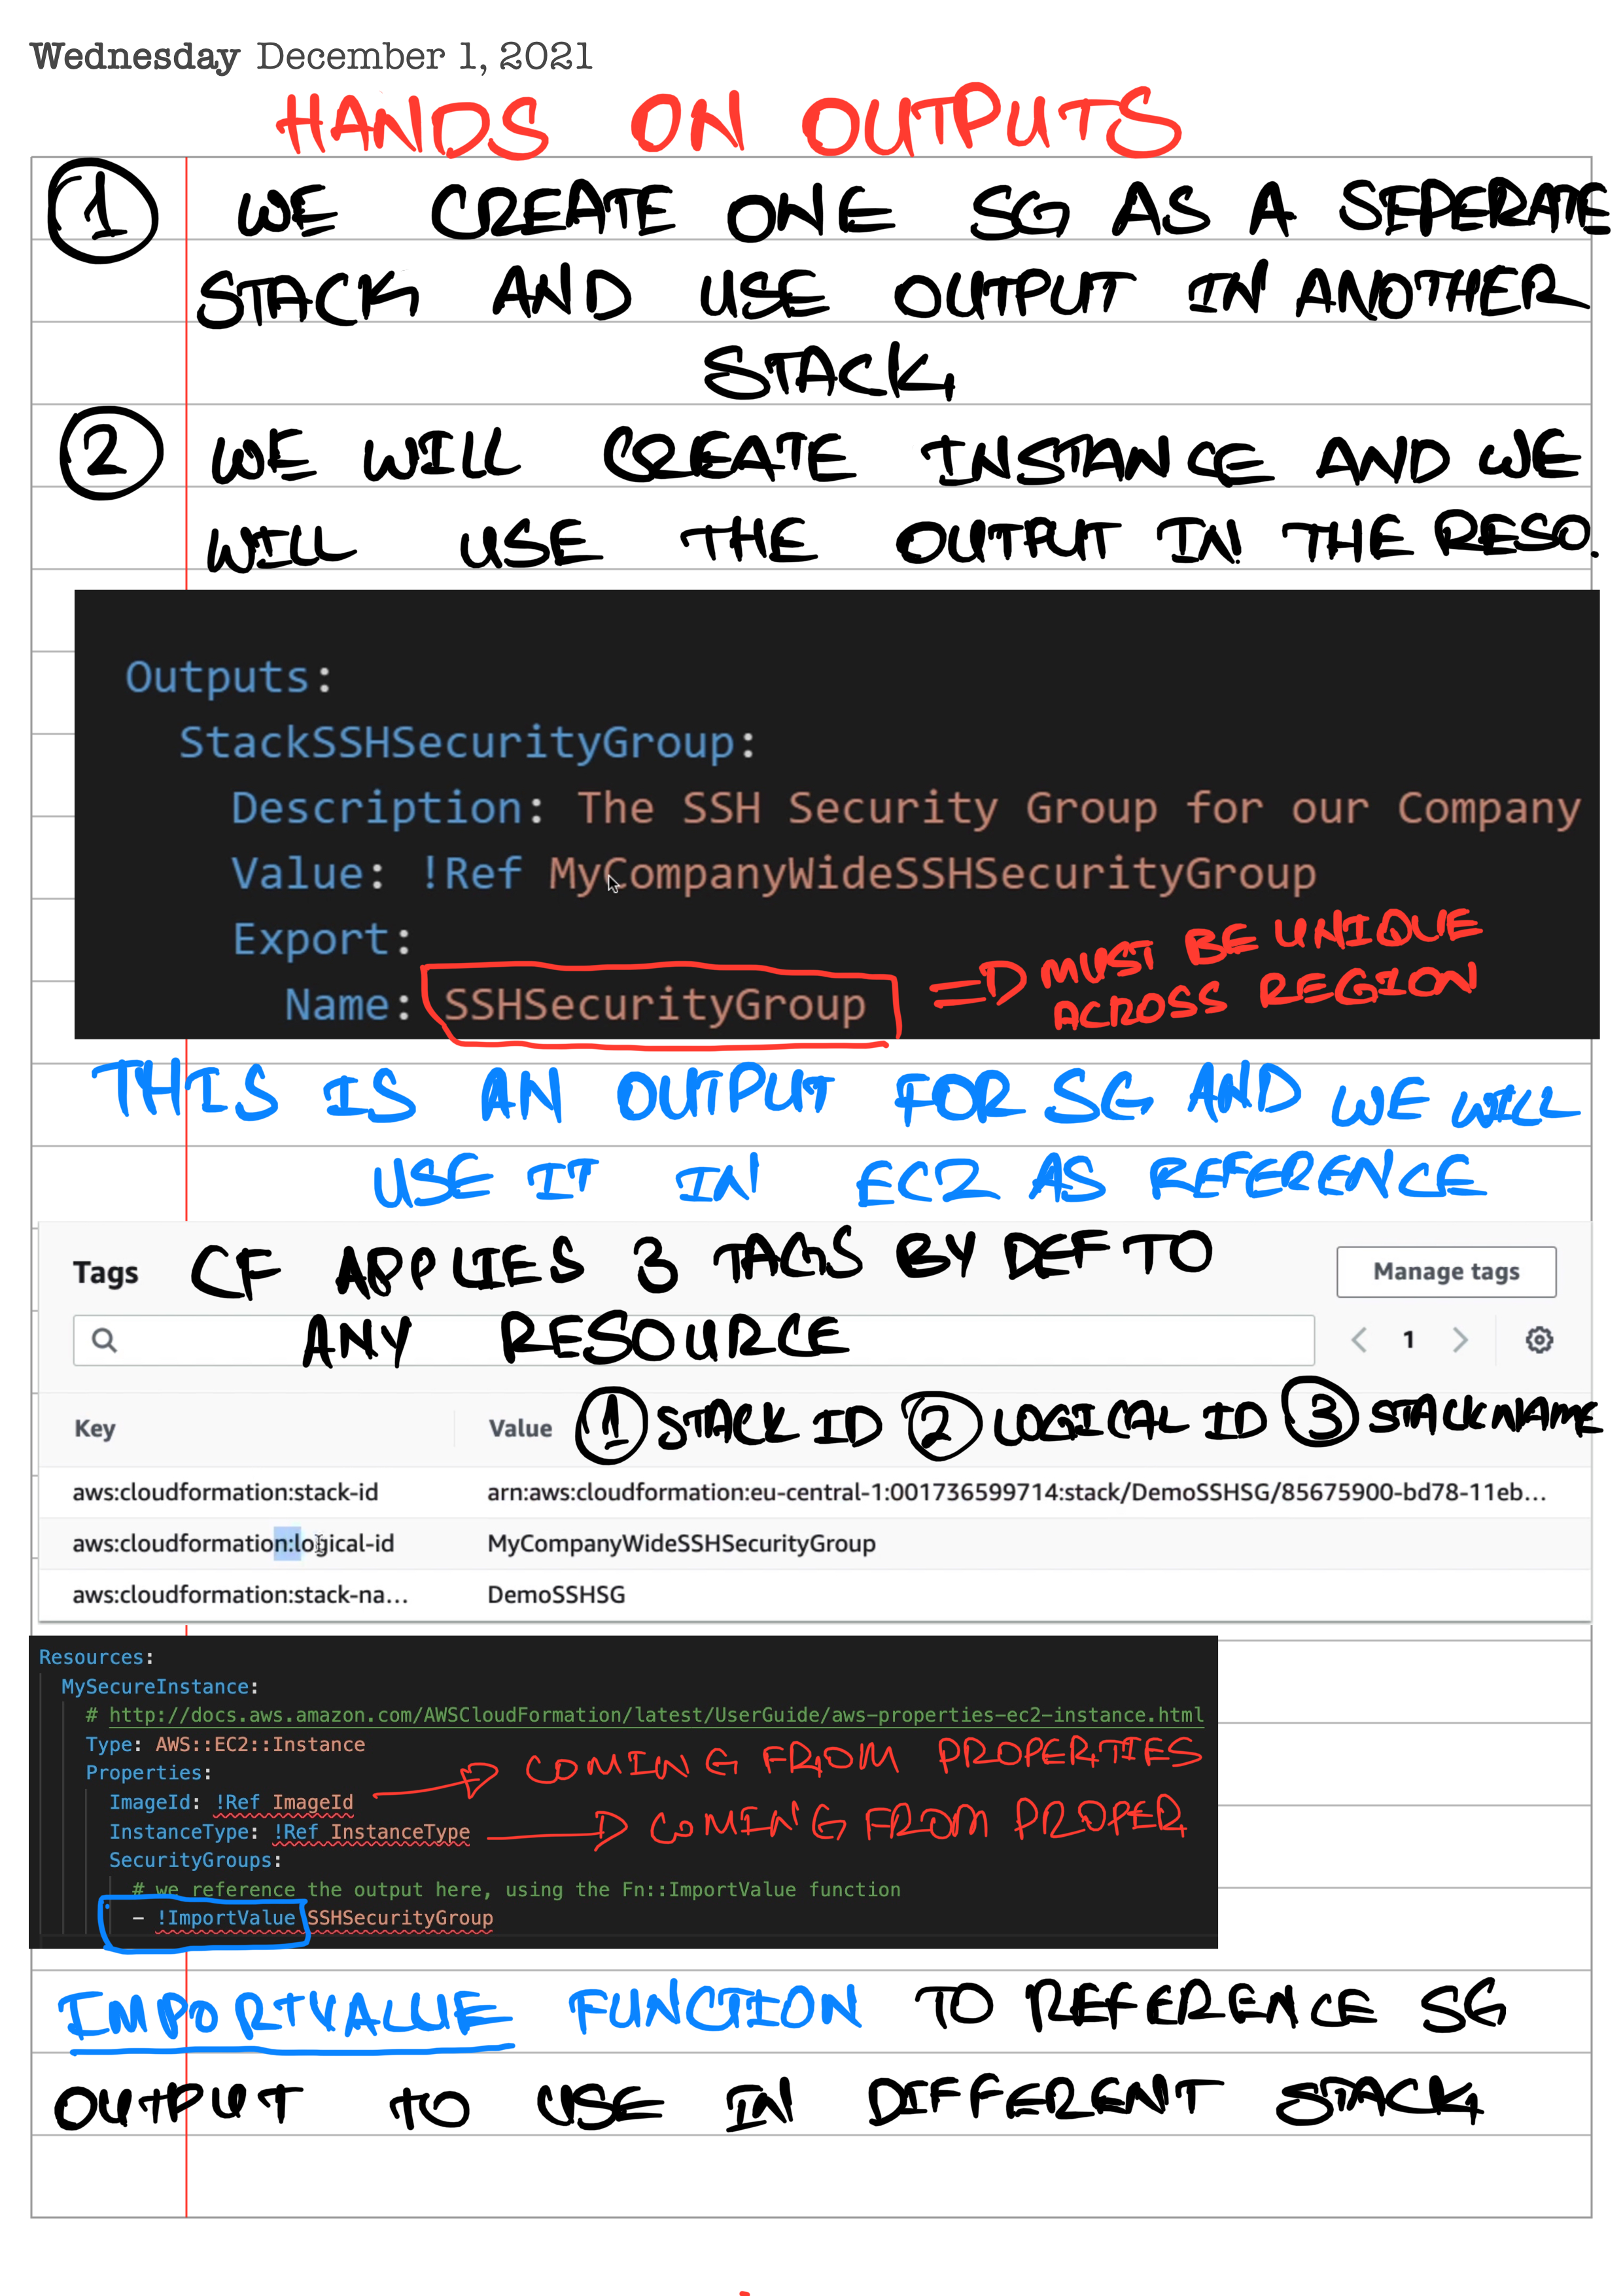 Wednesday December 1, 2021
HANDS ON OUTPUTS
1 WE CREATE ONE SG AS A SEPERATE
STACK AND USE OUTPUT IN ANOTHER
STACK
2 WE WILL CREATE INSTANCE AND WE
WILL USE THE OUTPUT IN THE RESO.
Outputs:
StackSSHSecurityGroup:
Description: The SSH Security Group for our Company
Value: !Ref MyCompanyWideSSHSecurityGroup
Export:
Name: SSHSecurityGroup => MUST BE UNIQUE
ACROSS REGION
THIS IS AN OUTPUT FOR SG AND WE WILL
USE IT IN EC2 AS REFERENCE
Tags CF APPLIES 3 TAGS BY DEF TO Manage tags
ANY RESOURCE 1
Key Value 1 STACK ID 2 LOGICAL ID 3 STACKNAME
aws:cloudformation:stack-id arn:aws:cloudformation:eu-central-1:001736599714:stack/DemoSSHSG/85675900-bd78-11eb...
aws:cloudformation:logical-id MyCompanyWideSSHSecurityGroup
aws:cloudformation:stack-na... DemoSSHSG
Resources:
MySecureInstance:
# http://docs.aws.amazon.com/AWSCloudFormation/latest/UserGuide/aws-properties-ec2-instance.html
Type: AWS::EC2::Instance
Properties: COMING FROM PROPERTIES
ImageId: !Ref ImageId
InstanceType: !Ref InstanceType COMING FROM PROPER
SecurityGroups:
# we reference the output here, using the Fn::ImportValue function
- !ImportValue SSHSecurityGroup
IMPORTVALUE FUNCTION TO REFERENCE SG
OUTPUT TO USE IN DIFFERENT STACK